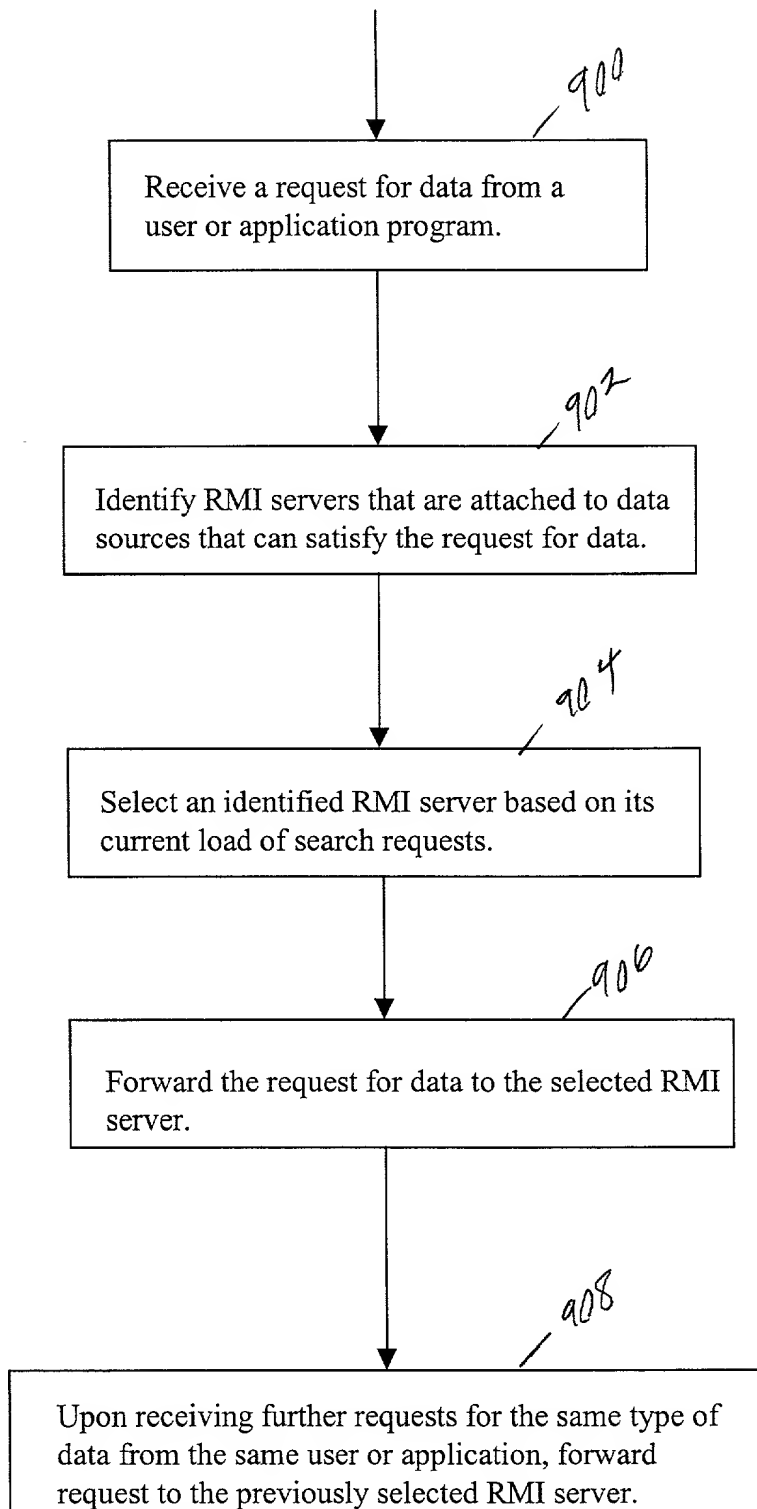 900
Receive a request for data from a
user or application program.
902
Identify RMI servers that are attached to data
sources that can satisfy the request for data.
904
Select an identified RMI server based on its
current load of search requests.
906
Forward the request for data to the selected RMI
server.
908
Upon receiving further requests for the same type of
data from the same user or application, forward
request to the previously selected RMI server.